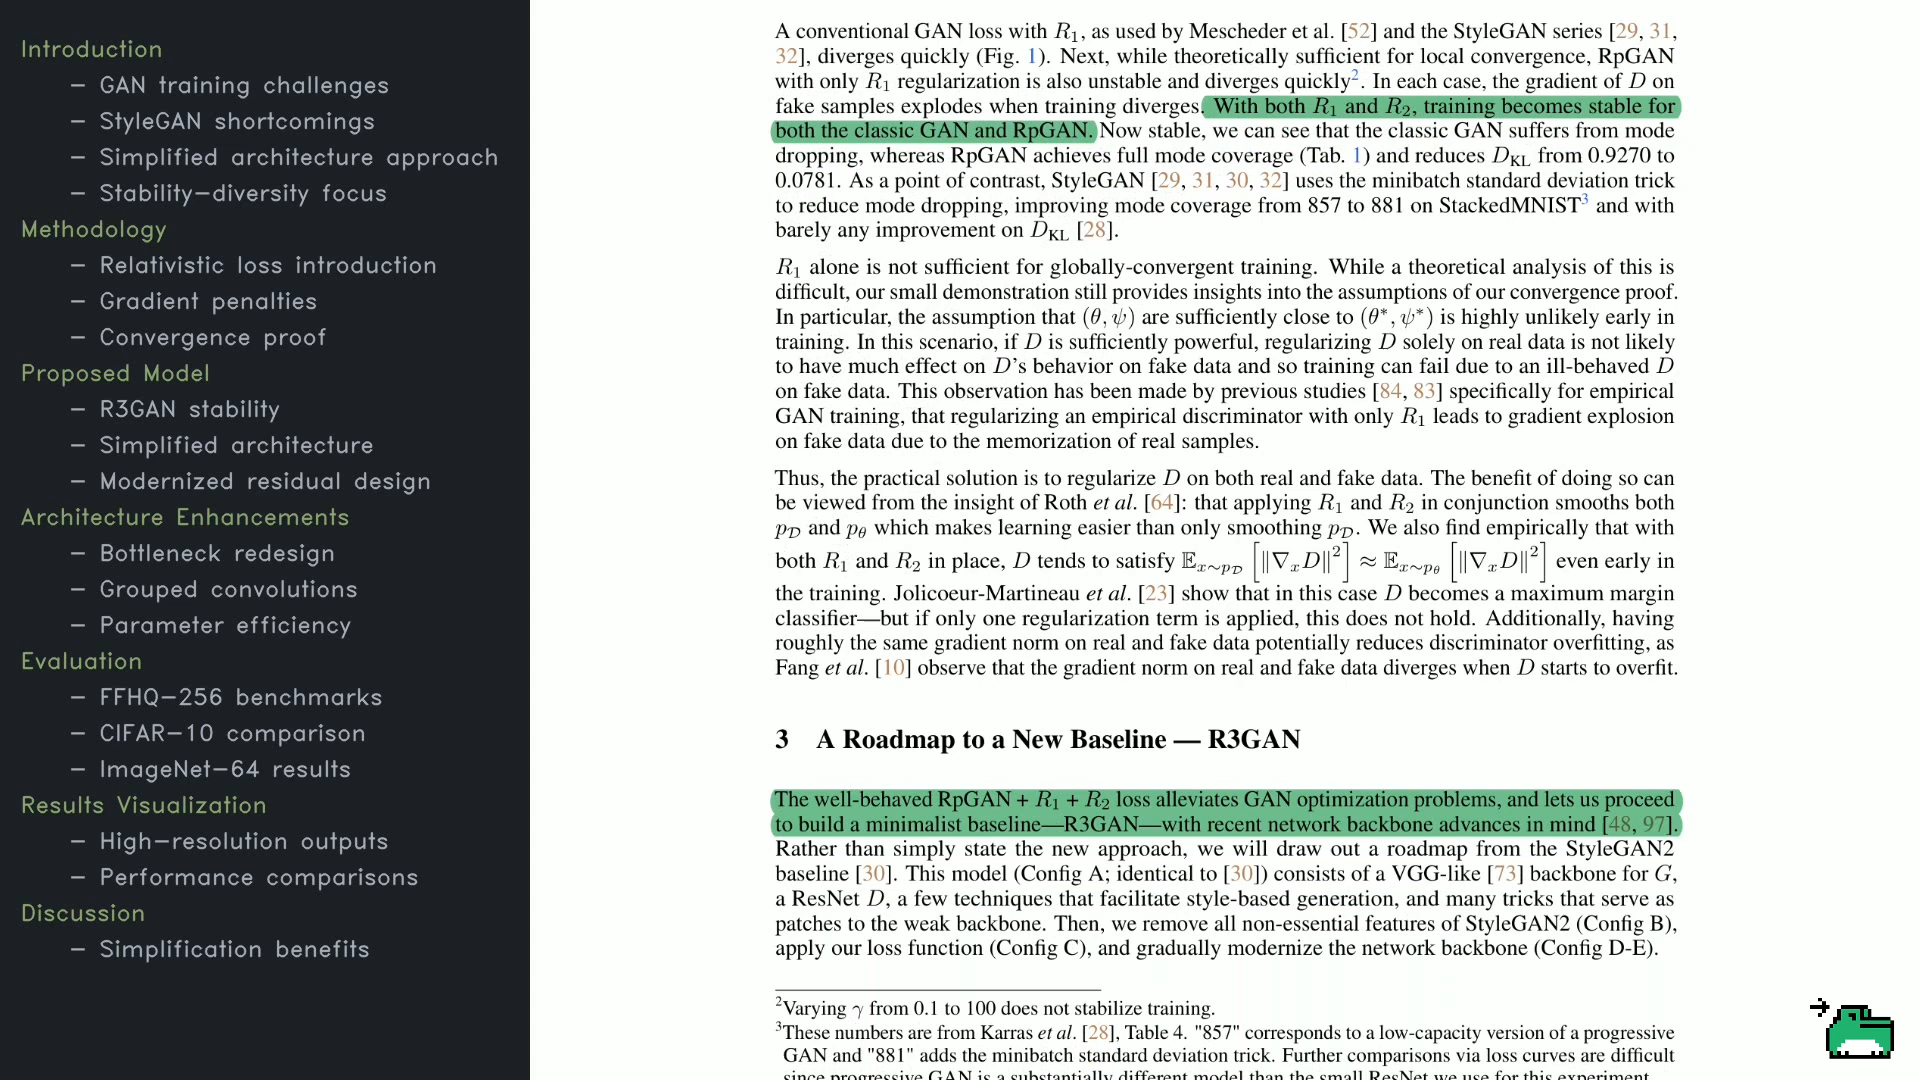 Introduction
– GAN training challenges
– StyleGAN shortcomings
– Simplified architecture approach
– Stability–diversity focus
Methodology
– Relativistic loss introduction
– Gradient penalties
– Convergence proof
Proposed Model
– R3GAN stability
– Simplified architecture
– Modernized residual design
Architecture Enhancements
– Bottleneck redesign
– Grouped convolutions
– Parameter efficiency
Evaluation
– FFHQ–256 benchmarks
– CIFAR–10 comparison
– ImageNet–64 results
Results Visualization
– High–resolution outputs
– Performance comparisons
Discussion
– Simplification benefits
A conventional GAN loss with R₁, as used by Mescheder et al. [52] and the StyleGAN series [29, 31,
32], diverges quickly (Fig. 1). Next, while theoretically sufficient for local convergence, RpGAN
with only R₁ regularization is also unstable and diverges quickly². In each case, the gradient of D on
fake samples explodes when training diverges. With both R₁ and R₂, training becomes stable for
both the classic GAN and RpGAN. Now stable, we can see that the classic GAN suffers from mode
dropping, whereas RpGAN achieves full mode coverage (Tab. 1) and reduces D_KL from 0.9270 to
0.0781. As a point of contrast, StyleGAN [29, 31, 30, 32] uses the minibatch standard deviation trick
to reduce mode dropping, improving mode coverage from 857 to 881 on StackedMNIST³ and with
barely any improvement on D_KL [28].
R₁ alone is not sufficient for globally-convergent training. While a theoretical analysis of this is
difficult, our small demonstration still provides insights into the assumptions of our convergence proof.
In particular, the assumption that (θ, ψ) are sufficiently close to (θ*, ψ*) is highly unlikely early in
training. In this scenario, if D is sufficiently powerful, regularizing D solely on real data is not likely
to have much effect on D's behavior on fake data and so training can fail due to an ill-behaved D
on fake data. This observation has been made by previous studies [84, 83] specifically for empirical
GAN training, that regularizing an empirical discriminator with only R₁ leads to gradient explosion
on fake data due to the memorization of real samples.
Thus, the practical solution is to regularize D on both real and fake data. The benefit of doing so can
be viewed from the insight of Roth et al. [64]: that applying R₁ and R₂ in conjunction smooths both
p_D and p_θ which makes learning easier than only smoothing p_D. We also find empirically that with
both R₁ and R₂ in place, D tends to satisfy E_{x∼p_D} [‖∇ₓD‖²] ≈ E_{x∼p_θ} [‖∇ₓD‖²] even early in
the training. Jolicoeur-Martineau et al. [23] show that in this case D becomes a maximum margin
classifier—but if only one regularization term is applied, this does not hold. Additionally, having
roughly the same gradient norm on real and fake data potentially reduces discriminator overfitting, as
Fang et al. [10] observe that the gradient norm on real and fake data diverges when D starts to overfit.
3 A Roadmap to a New Baseline — R3GAN
The well-behaved RpGAN + R₁ + R₂ loss alleviates GAN optimization problems, and lets us proceed
to build a minimalist baseline—R3GAN—with recent network backbone advances in mind [48, 97].
Rather than simply state the new approach, we will draw out a roadmap from the StyleGAN2
baseline [30]. This model (Config A; identical to [30]) consists of a VGG-like [73] backbone for G,
a ResNet D, a few techniques that facilitate style-based generation, and many tricks that serve as
patches to the weak backbone. Then, we remove all non-essential features of StyleGAN2 (Config B),
apply our loss function (Config C), and gradually modernize the network backbone (Config D-E).
²Varying γ from 0.1 to 100 does not stabilize training.
³These numbers are from Karras et al. [28], Table 4. "857" corresponds to a low-capacity version of a progressive
GAN and "881" adds the minibatch standard deviation trick. Further comparisons via loss curves are difficult
since progressive GAN is a substantially different model than the small ResNet we use for this experiment.